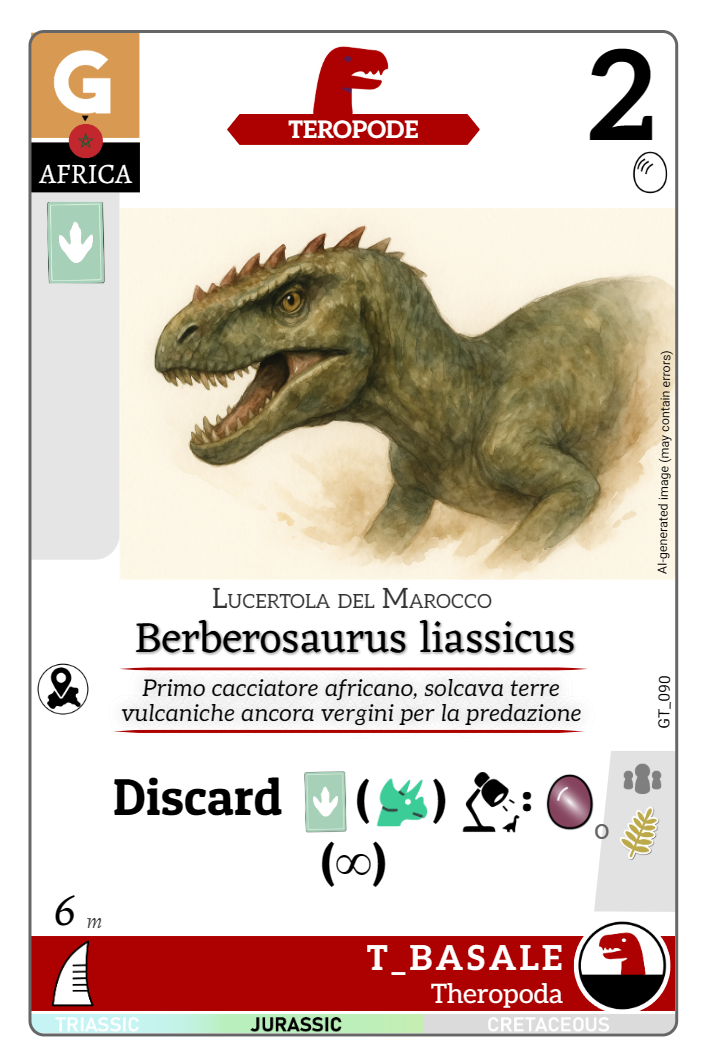 G
AFRICA
TEROPODE
2
AI-generated image (may contain errors)
Lucertola del Marocco
Berberosaurus liassicus
Primo cacciatore africano, solcava terre
vulcaniche ancora vergini per la predazione
GT_090
Discard ( ) :
o
(∞)
6 m
T_BASALE
Theropoda
TRIASSIC JURASSIC CRETACEOUS